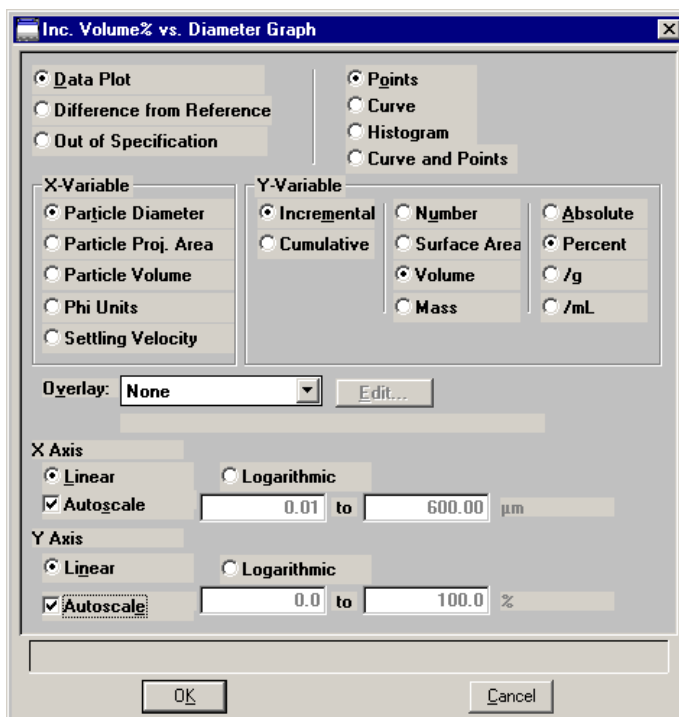 Inc. Volume% vs. Diameter Graph
Data Plot
Difference from Reference
Out of Specification
Points
Curve
Histogram
Curve and Points
X-Variable
Particle Diameter
Particle Proj. Area
Particle Volume
Phi Units
Settling Velocity
Y-Variable
Incremental
Cumulative
Number
Surface Area
Volume
Mass
Absolute
Percent
/g
/mL
Overlay: None Edit...
X Axis
Linear Logarithmic
Autoscale 0.01 to 600.00 µm
Y Axis
Linear Logarithmic
Autoscale 0.0 to 100.0 %
OK Cancel